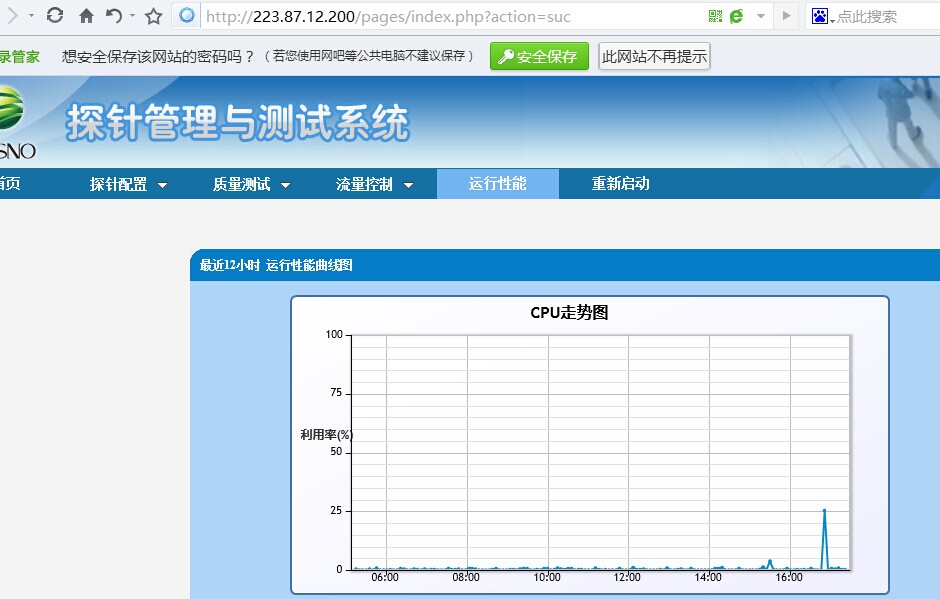 http://223.87.12.200/pages/index.php?action=suc
点此搜索
录管家 想安全保存该网站的密码吗？（若您使用网吧等公共电脑不建议保存） 安全保存 此网站不再提示
SNO
探针管理与测试系统
首页 探针配置 质量测试 流量控制 运行性能 重新启动
最近12小时 运行性能曲线图
CPU走势图
100
75
利用率(%)
50
25
0
06:00 08:00 10:00 12:00 14:00 16:00